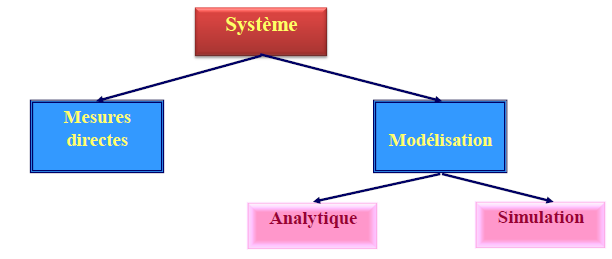 Système
Mesures
directes
Modélisation
Analytique
Simulation